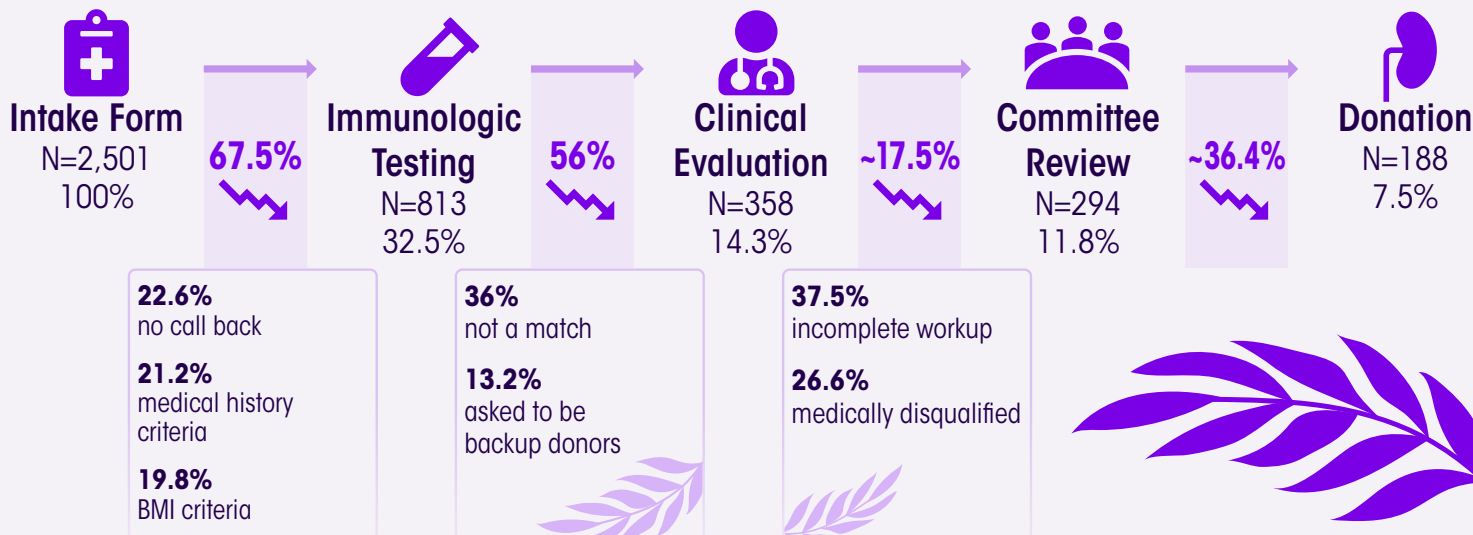 Intake Form
N=2,501
100%
67.5%
Immunologic
Testing
N=813
32.5%
56%
Clinical
Evaluation
N=358
14.3%
~17.5%
Committee
Review
N=294
11.8%
~36.4%
Donation
N=188
7.5%
22.6%
no call back
21.2%
medical history
criteria
19.8%
BMI criteria
36%
not a match
13.2%
asked to be
backup donors
37.5%
incomplete workup
26.6%
medically disqualified